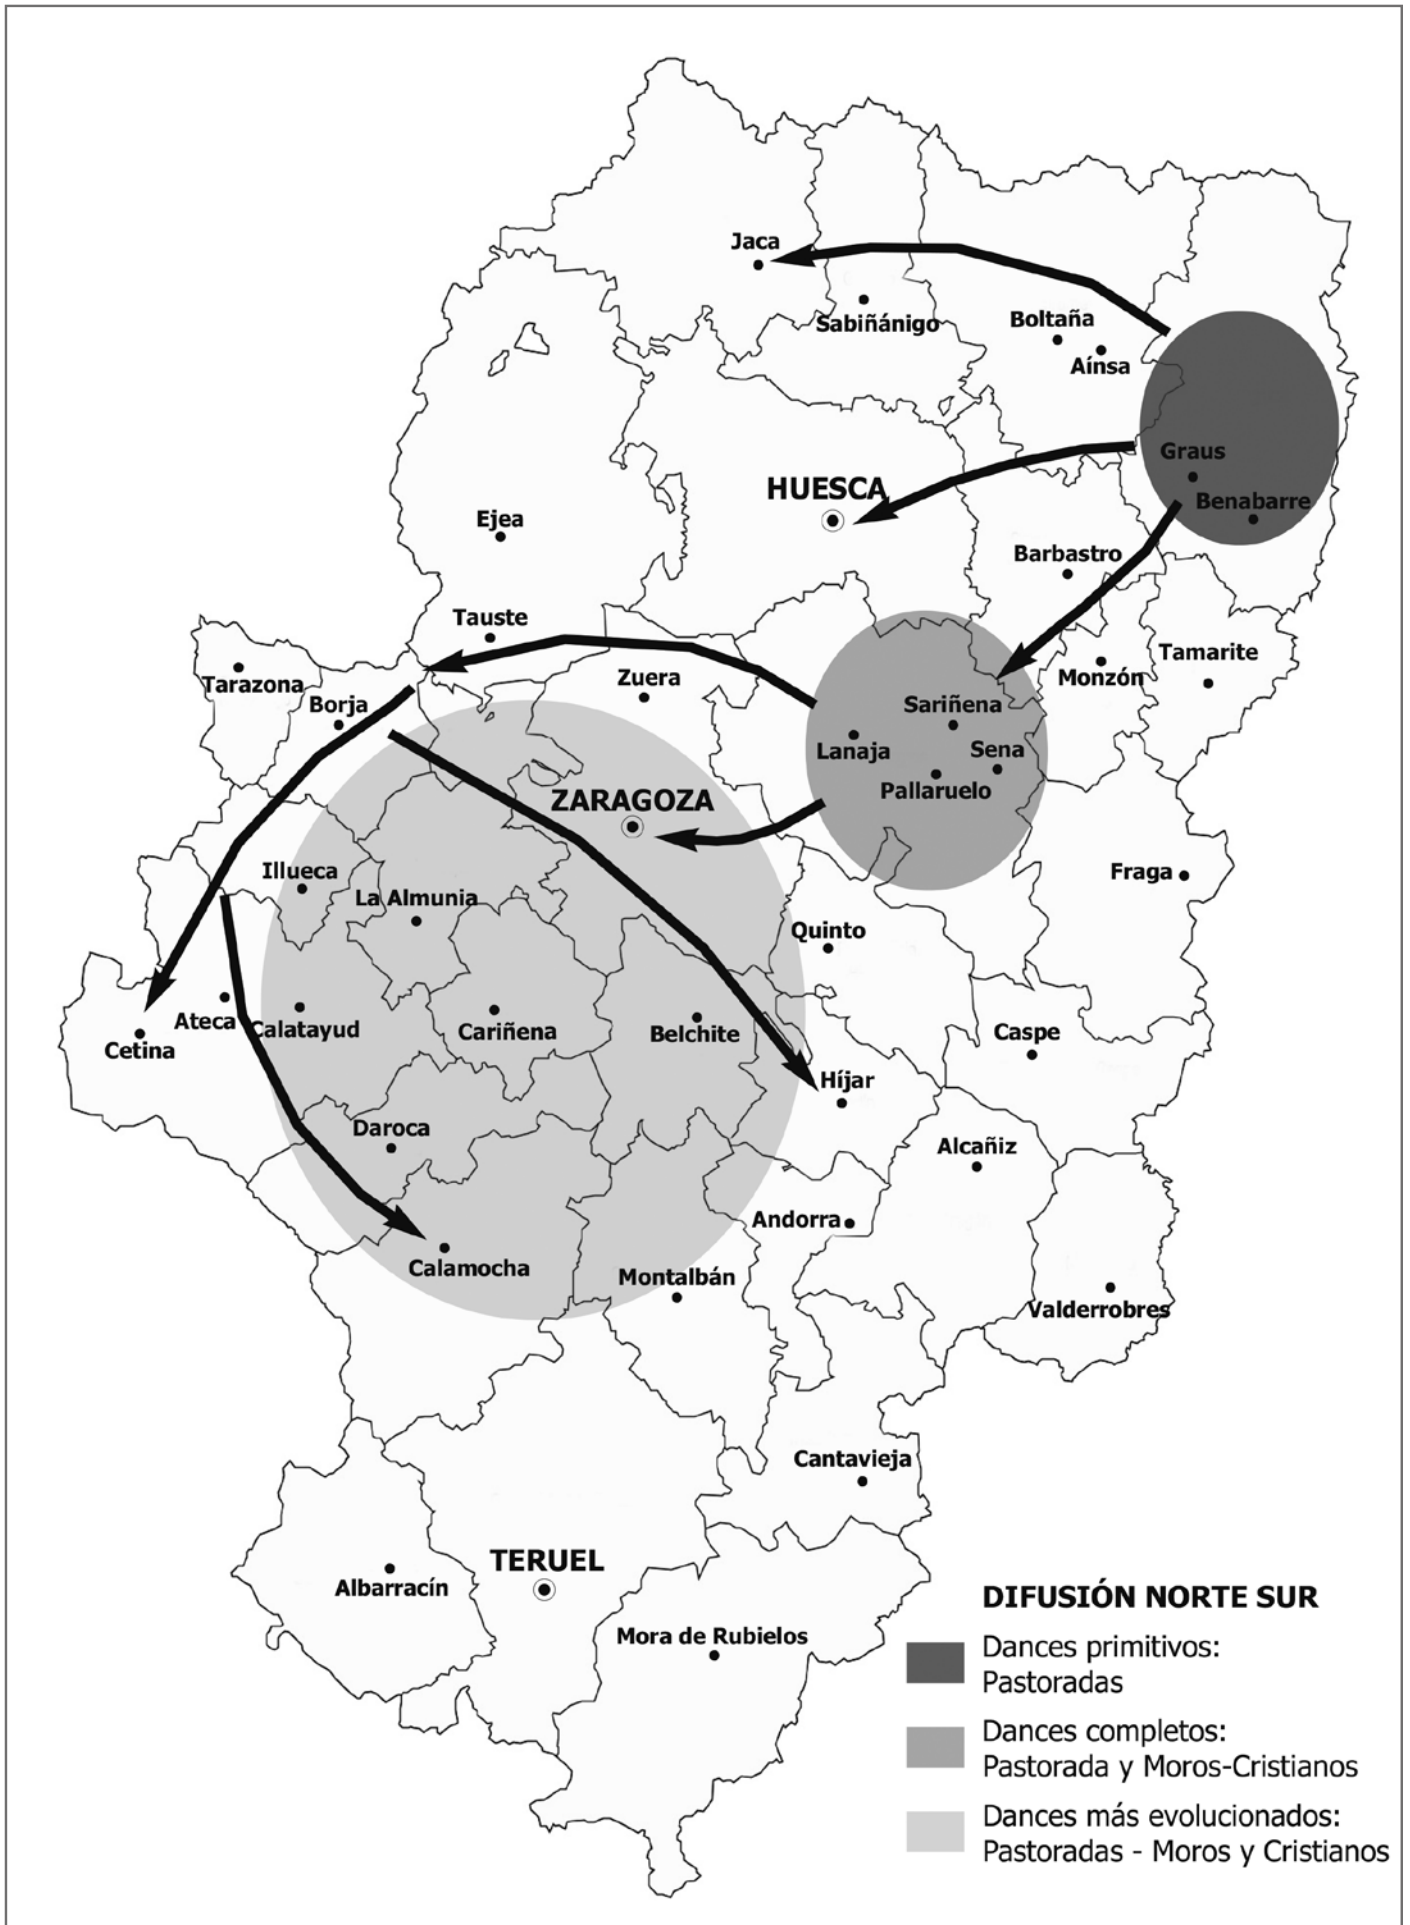 Jaca
Sabiñánigo
Boltaña
Aínsa
Graus
Benabarre
HUESCA
Ejea
Barbastro
Tauste
Tamarite
Tarazona
Zuera
Monzón
Borja
Sariñena
Lanaja
Sena
Pallaruelo
ZARAGOZA
Illueca
Fraga
La Almunia
Quinto
Ateca
Calatayud
Cariñena
Belchite
Caspe
Cetina
Híjar
Daroca
Alcañiz
Andorra
Calamocha
Montalbán
Valderrobres
Cantavieja
TERUEL
Albarracín
Mora de Rubielos
DIFUSIÓN NORTE SUR
Dances primitivos:
Pastoradas
Dances completos:
Pastorada y Moros-Cristianos
Dances más evolucionados:
Pastoradas - Moros y Cristianos